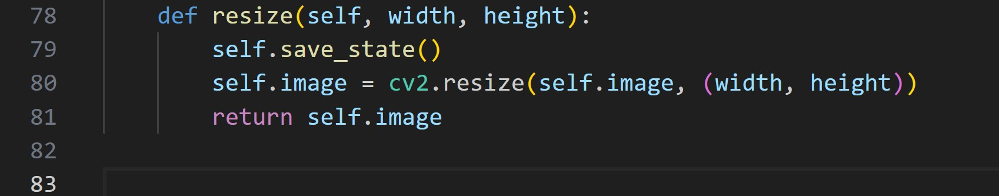 78 def resize(self, width, height):
79 self.save_state()
80 self.image = cv2.resize(self.image, (width, height))
81 return self.image
82
83